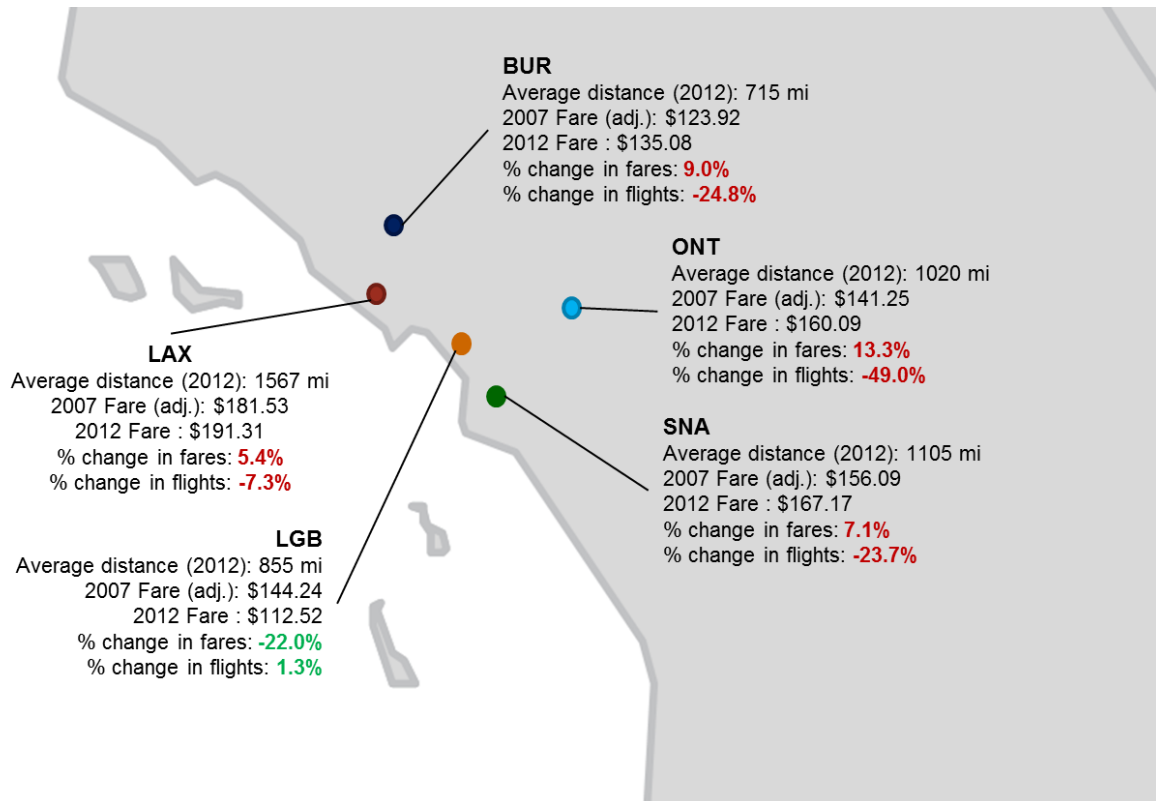 BUR
Average distance (2012): 715 mi
2007 Fare (adj.): $123.92
2012 Fare : $135.08
% change in fares: 9.0%
% change in flights: -24.8%
ONT
Average distance (2012): 1020 mi
2007 Fare (adj.): $141.25
2012 Fare : $160.09
% change in fares: 13.3%
% change in flights: -49.0%
LAX
Average distance (2012): 1567 mi
2007 Fare (adj.): $181.53
2012 Fare : $191.31
% change in fares: 5.4%
% change in flights: -7.3%
SNA
Average distance (2012): 1105 mi
2007 Fare (adj.): $156.09
2012 Fare : $167.17
% change in fares: 7.1%
% change in flights: -23.7%
LGB
Average distance (2012): 855 mi
2007 Fare (adj.): $144.24
2012 Fare : $112.52
% change in fares: -22.0%
% change in flights: 1.3%